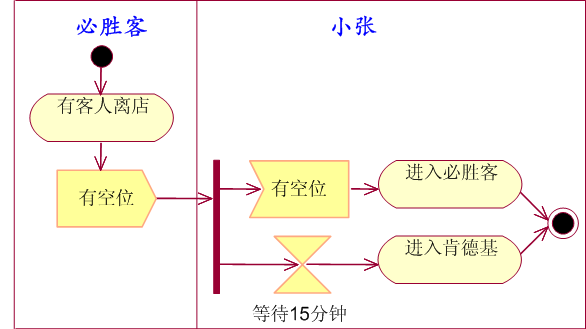 必胜客
小张
有客人离店
有空位
有空位
进入必胜客
进入肯德基
等待15分钟